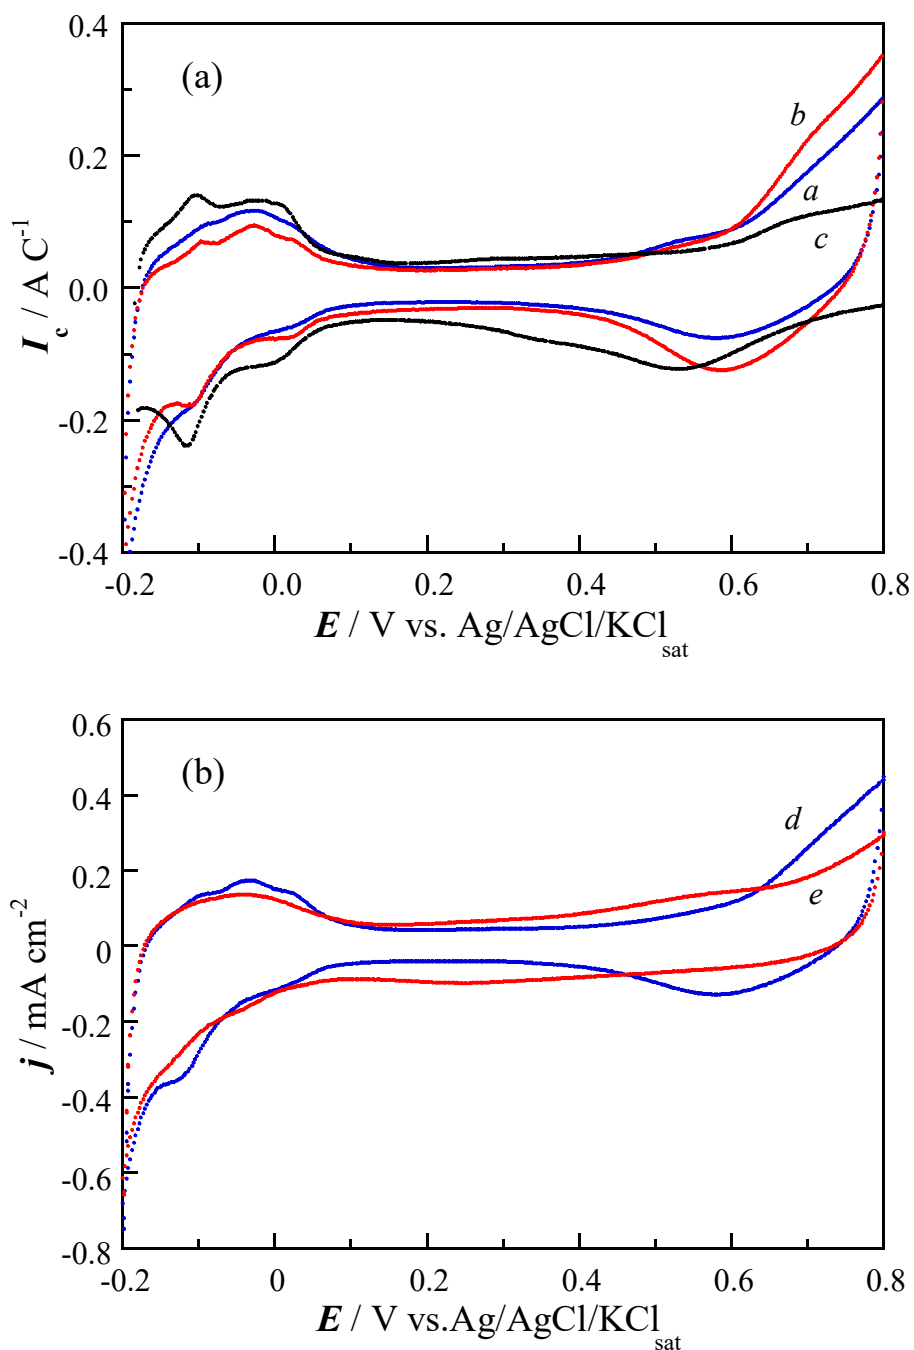 0.4
(a)
b
0.2
a
c
0.0
I_c / A C^-1
-0.2
-0.4
-0.2 0.0 0.2 0.4 0.6 0.8
E / V vs. Ag/AgCl/KCl_sat
0.6
(b)
0.4
d
0.2
e
0
j / mA cm^-2
-0.2
-0.4
-0.6
-0.8
-0.2 0 0.2 0.4 0.6 0.8
E / V vs.Ag/AgCl/KCl_sat